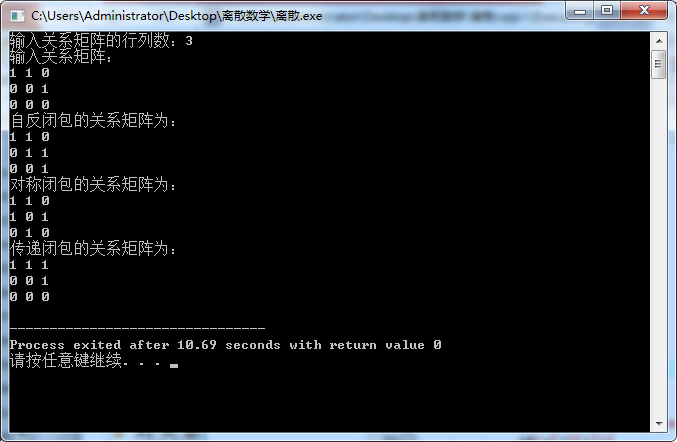 C:\Users\Administrator\Desktop\离散数学\离散.exe
输入关系矩阵的行列数：3
输入关系矩阵：
1 1 0
0 0 1
0 0 0
自反闭包的关系矩阵为：
1 1 0
0 1 1
0 0 1
对称闭包的关系矩阵为：
1 1 0
1 0 1
0 1 0
传递闭包的关系矩阵为：
1 1 1
0 0 1
0 0 0
--------------------------------
Process exited after 10.69 seconds with return value 0
请按任意键继续. . .